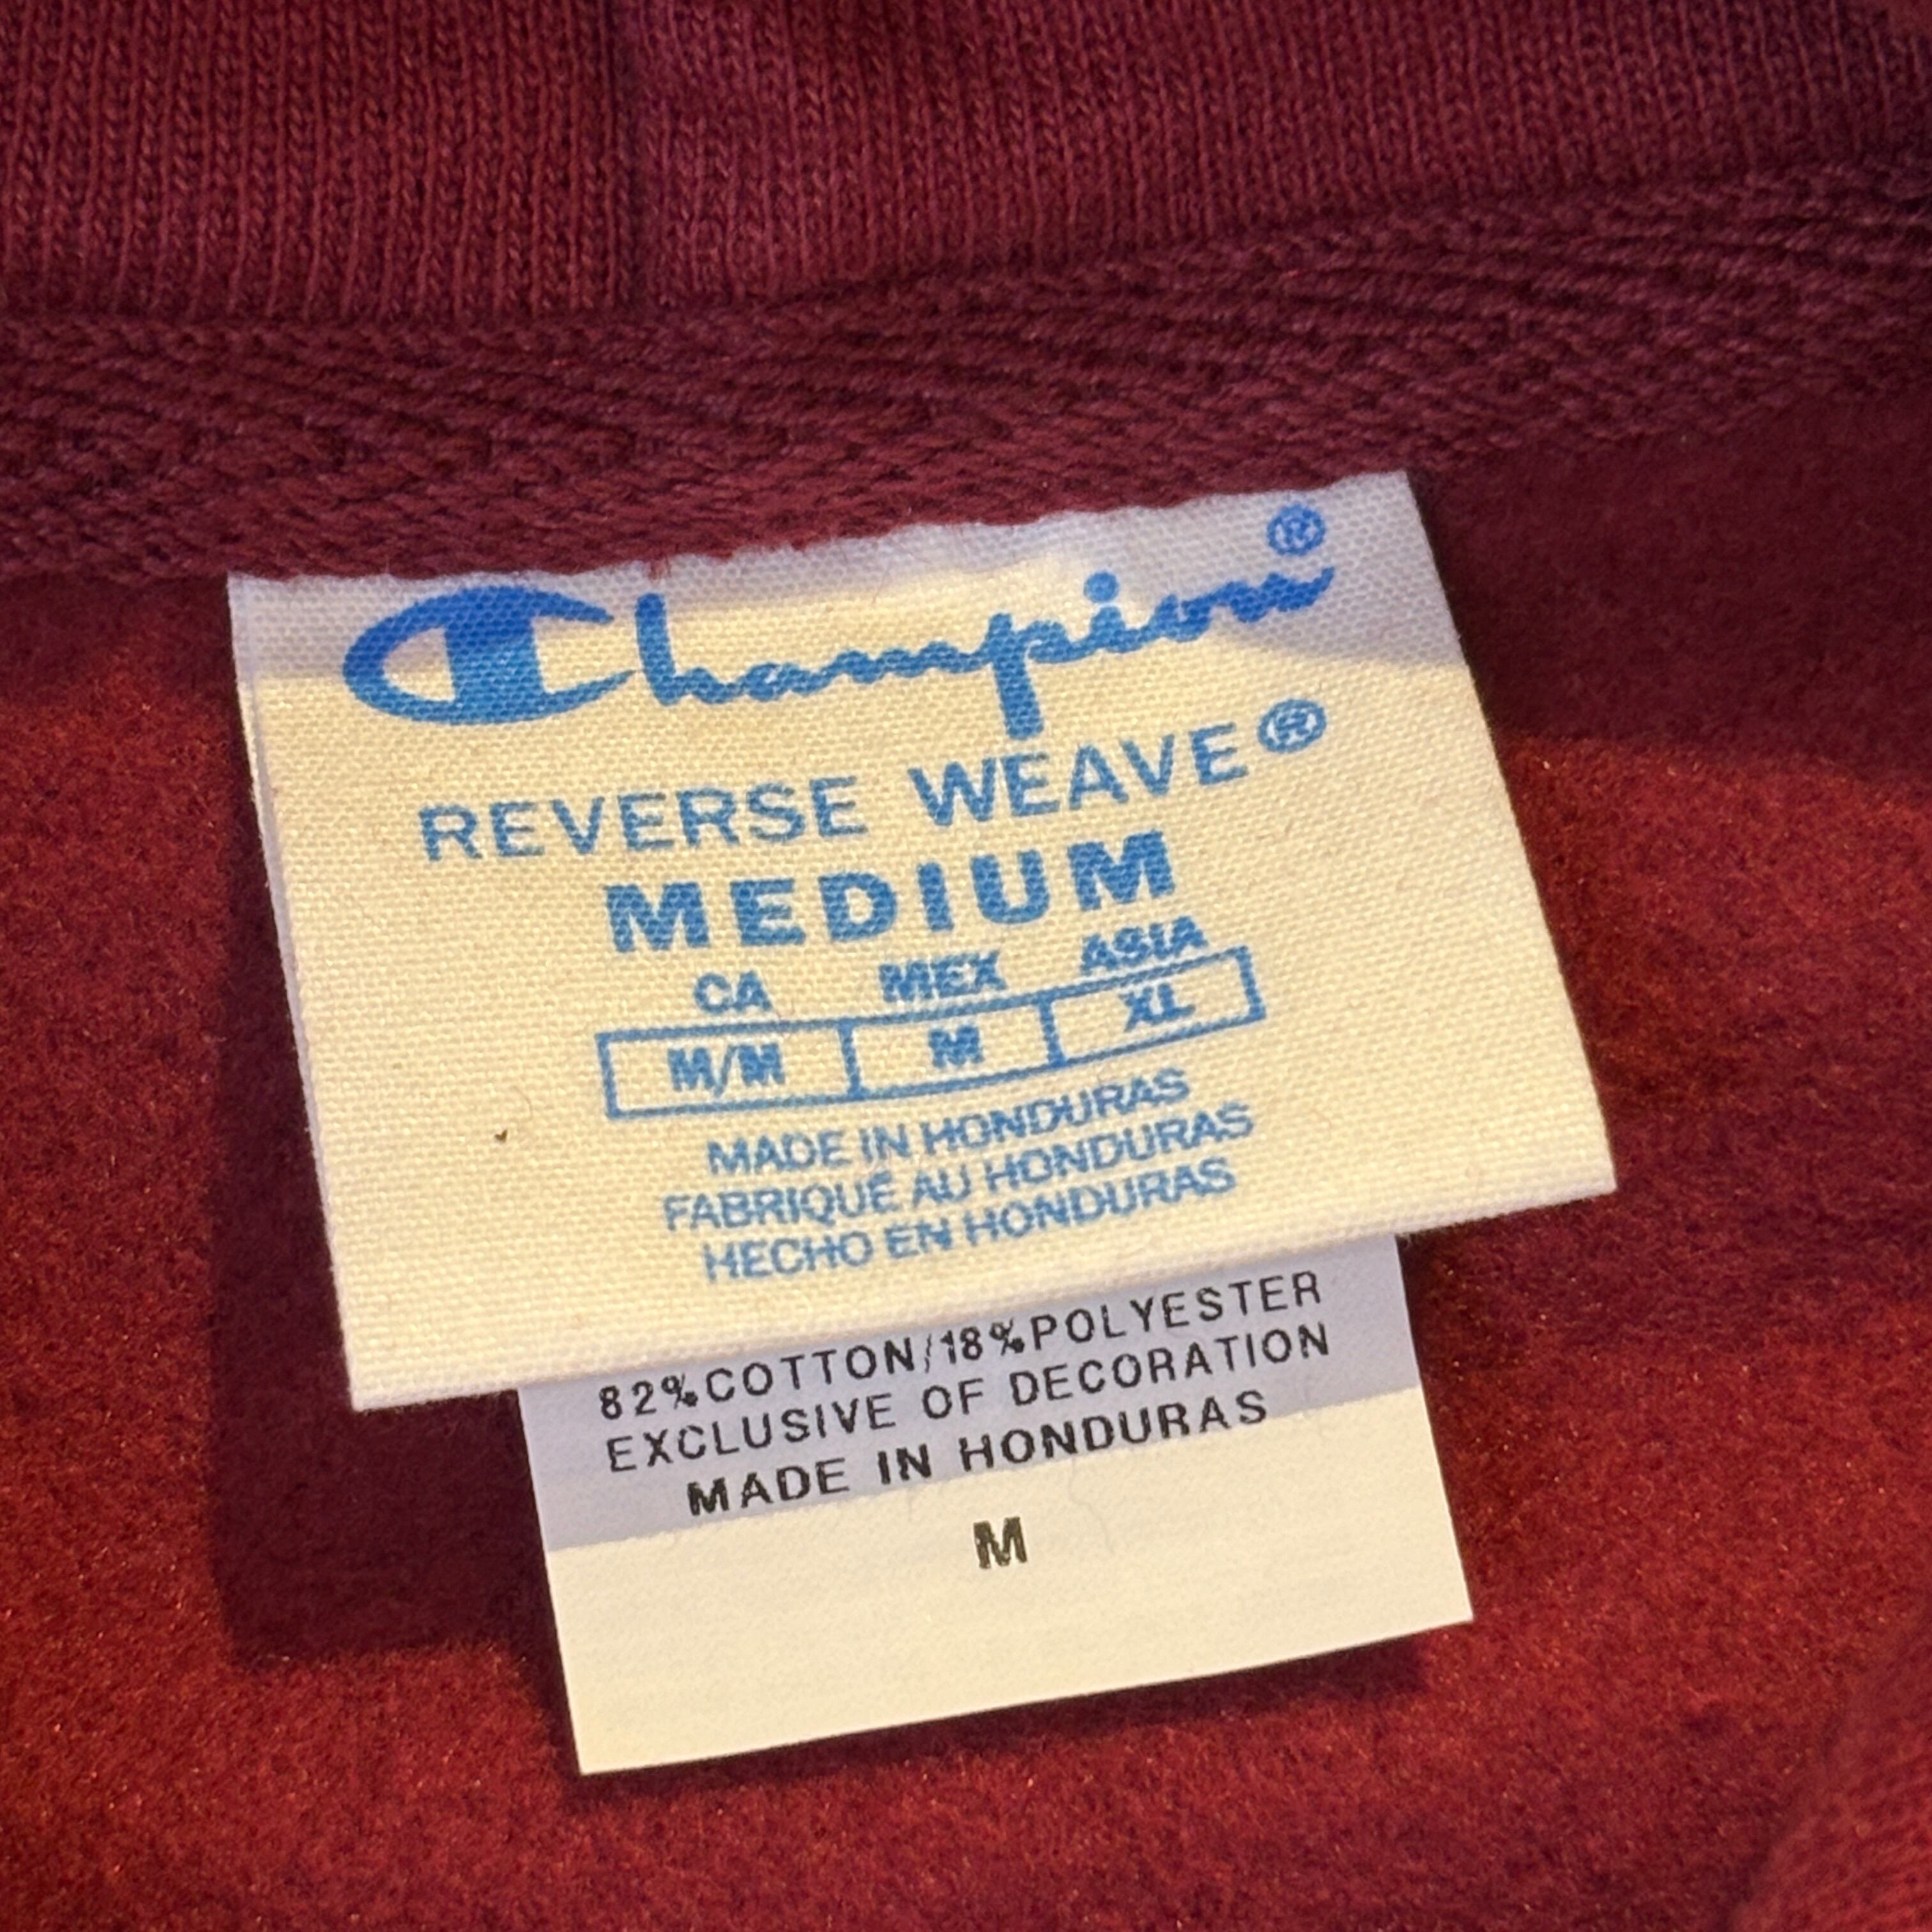 Champion®
REVERSE WEAVE®
MEDIUM
CA MEX ASIA
M/M M XL
MADE IN HONDURAS
FABRIQUÉ AU HONDURAS
HECHO EN HONDURAS
82%COTTON/18%POLYESTER
EXCLUSIVE OF DECORATION
MADE IN HONDURAS
M